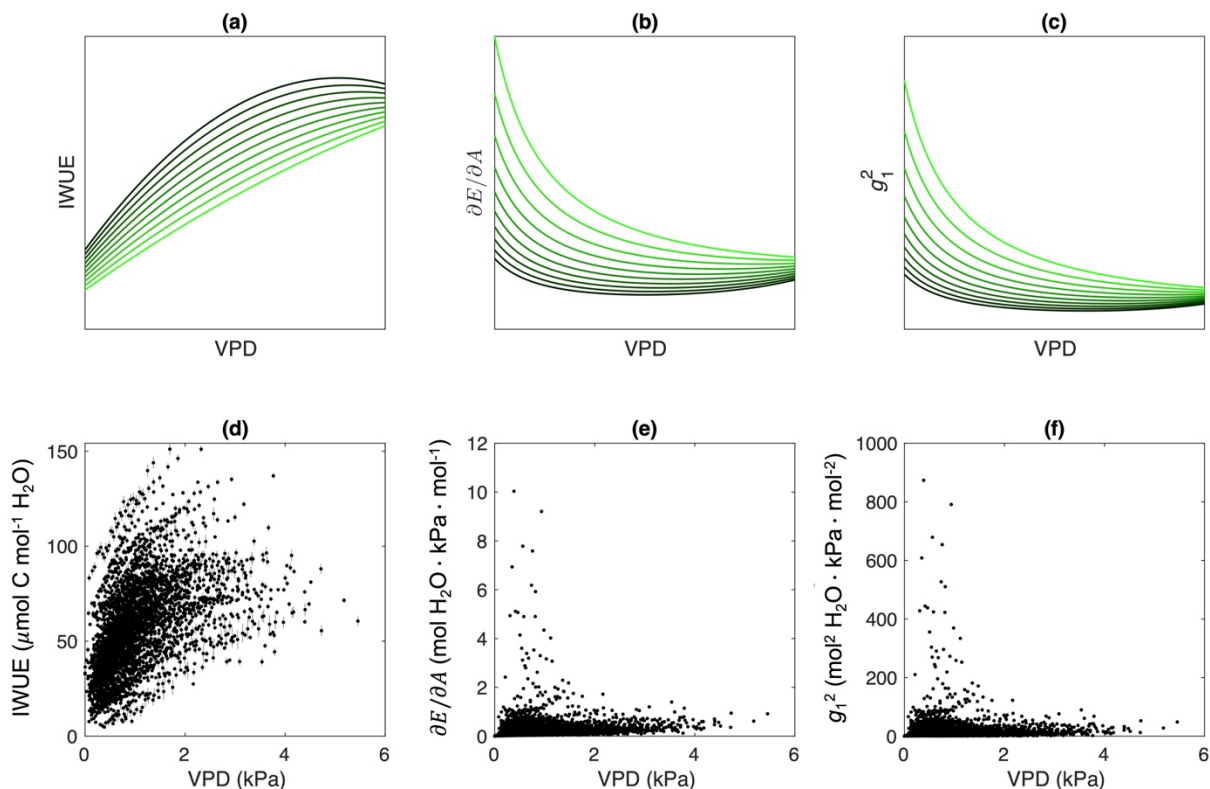 (a)
IWUE
VPD
(b)
∂E/∂A
VPD
(c)
g₁²
VPD
(d)
IWUE (μmol C mol⁻¹ H₂O)
150
100
50
0
0 2 4 6
VPD (kPa)
(e)
∂E/∂A (mol H₂O · kPa · mol⁻¹)
12
10
8
6
4
2
0
0 2 4 6
VPD (kPa)
(f)
g₁² (mol² H₂O · kPa · mol⁻²)
1000
800
600
400
200
0
0 2 4 6
VPD (kPa)